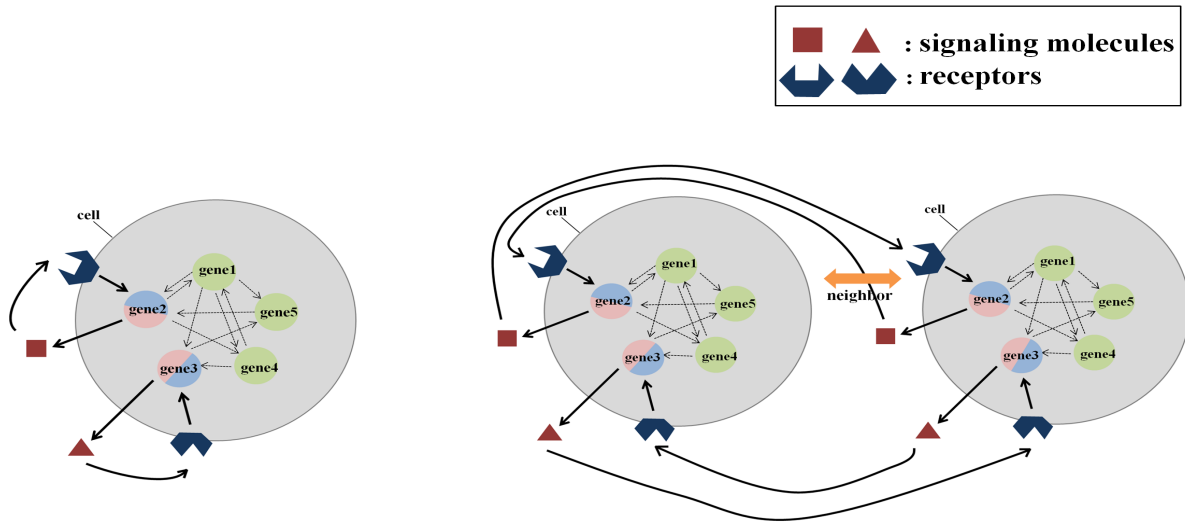 : signaling molecules
: receptors
cell
gene1
gene2
gene5
gene3
gene4
cell
gene1
gene2
gene5
gene3
gene4
neighbor
cell
gene1
gene2
gene5
gene3
gene4